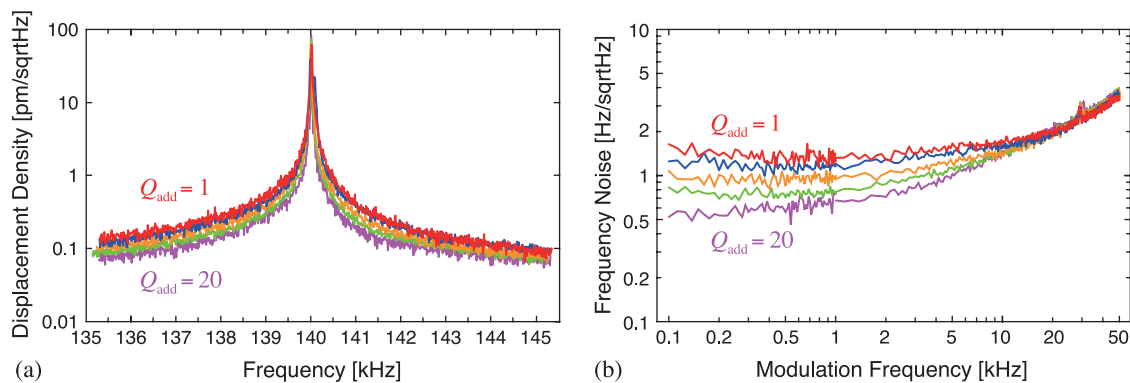 Displacement Density [pm/sqrtHz]
100
10
1
0.1
0.01
Q_add = 1
Q_add = 20
135 136 137 138 139 140 141 142 143 144 145
(a) Frequency [kHz]
Frequency Noise [Hz/sqrtHz]
10
5
2
1
0.5
0.2
0.1
Q_add = 1
Q_add = 20
0.1 0.2 0.5 1 2 5 10 20 50
(b) Modulation Frequency [kHz]